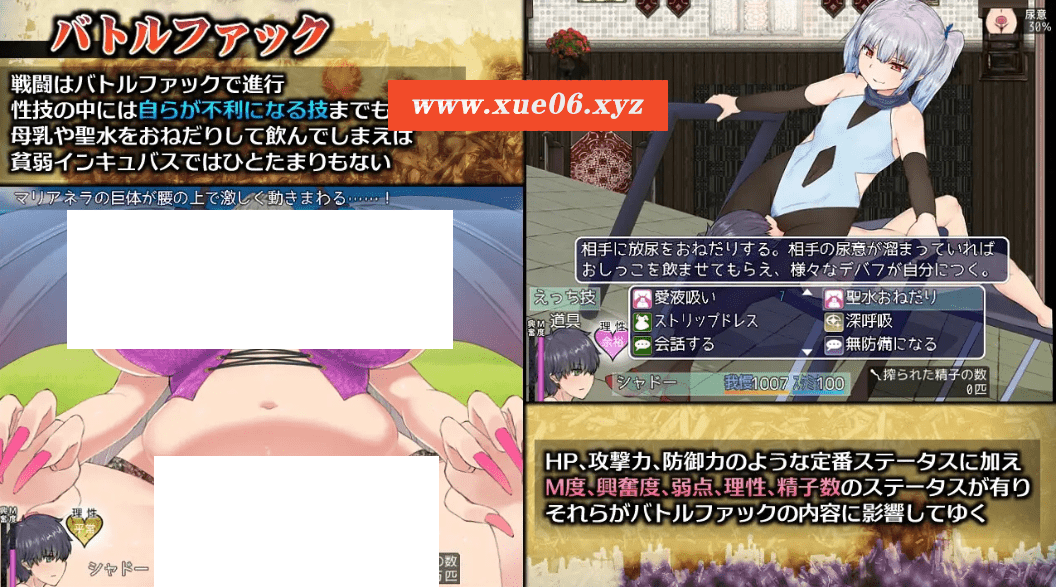 バトルファック
戦闘はバトルファックで進行
性技の中には自らが不利になる技までも
母乳や聖水をおねだりして飲んでしまえは
貧弱インキュバスではひとたまりもない
www.xue06.xyz
マリアネラの巨体が腰の上で激しく動きまわる……!
理性
平常
シャドー
の数
匹
尿意
30%
相手に放尿をおねだりする。相手の尿意が溜まっていれば
おしっこを飲ませてもらえ、様々なデバフが自分につく。
えっち技
道具
愛液吸い 7
聖水おねだり
ストリップドレス
深呼吸
会話する
無防備になる
M
興奮度
理性
余裕
シャドー
我慢1007
100
搾られた精子の数
0匹
HP、攻撃力、防御力のような定番ステータスに加え
M度、興奮度、弱点、理性、精子数のステータスが有り
それらがバトルファックの内容に影響してゆく